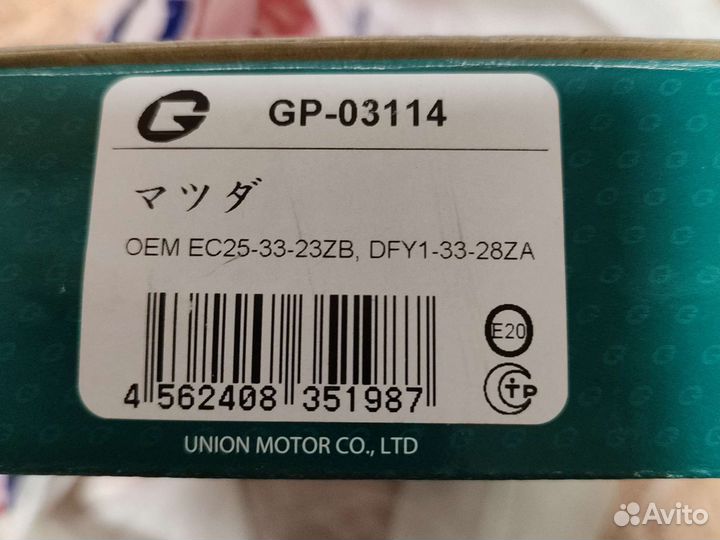 GP-03114
マツダ
OEM EC25-33-23ZB, DFY1-33-28ZA
E20
4 562408 351987
UNION MOTOR CO., LTD
Avito